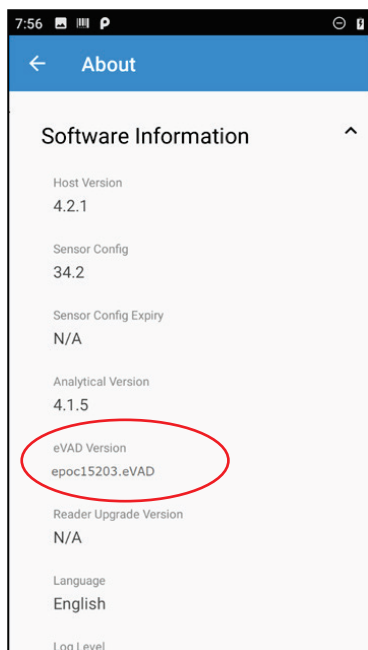 7:56
About
Software Information
Host Version
4.2.1
Sensor Config
34.2
Sensor Config Expiry
N/A
Analytical Version
4.1.5
eVAD Version
epoc15203.eVAD
Reader Upgrade Version
N/A
Language
English
Log Level